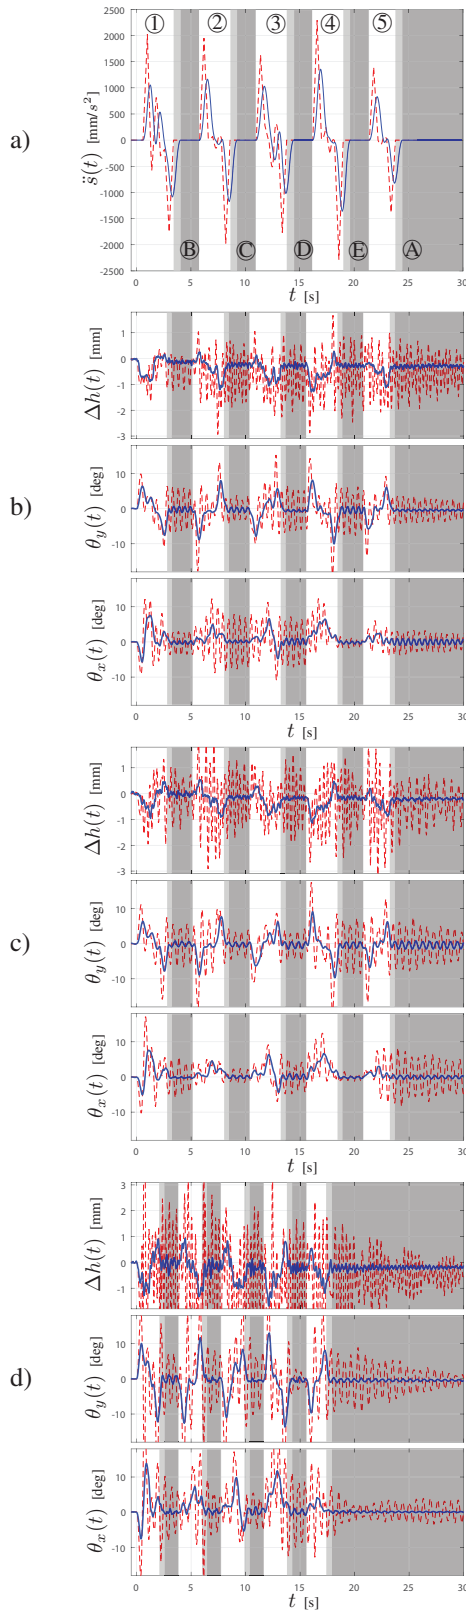 a)
s̈(t) [mm/s²]
2500
2000
1500
1000
500
0
-500
-1000
-1500
-2000
-2500
① ② ③ ④ ⑤
Ⓑ Ⓒ Ⓓ Ⓔ Ⓐ
0 5 10 15 20 25 30
t [s]
b)
Δh(t) [mm]
1
0
-1
-2
-3
θy(t) [deg]
10
0
-10
θx(t) [deg]
10
0
-10
0 5 10 15 20 25 30
t [s]
c)
Δh(t) [mm]
1
0
-1
-2
-3
θy(t) [deg]
10
0
-10
θx(t) [deg]
10
0
-10
0 5 10 15 20 25 30
t [s]
d)
Δh(t) [mm]
3
2
1
0
-1
θy(t) [deg]
10
0
-10
θx(t) [deg]
10
0
-10
0 5 10 15 20 25 30
t [s]